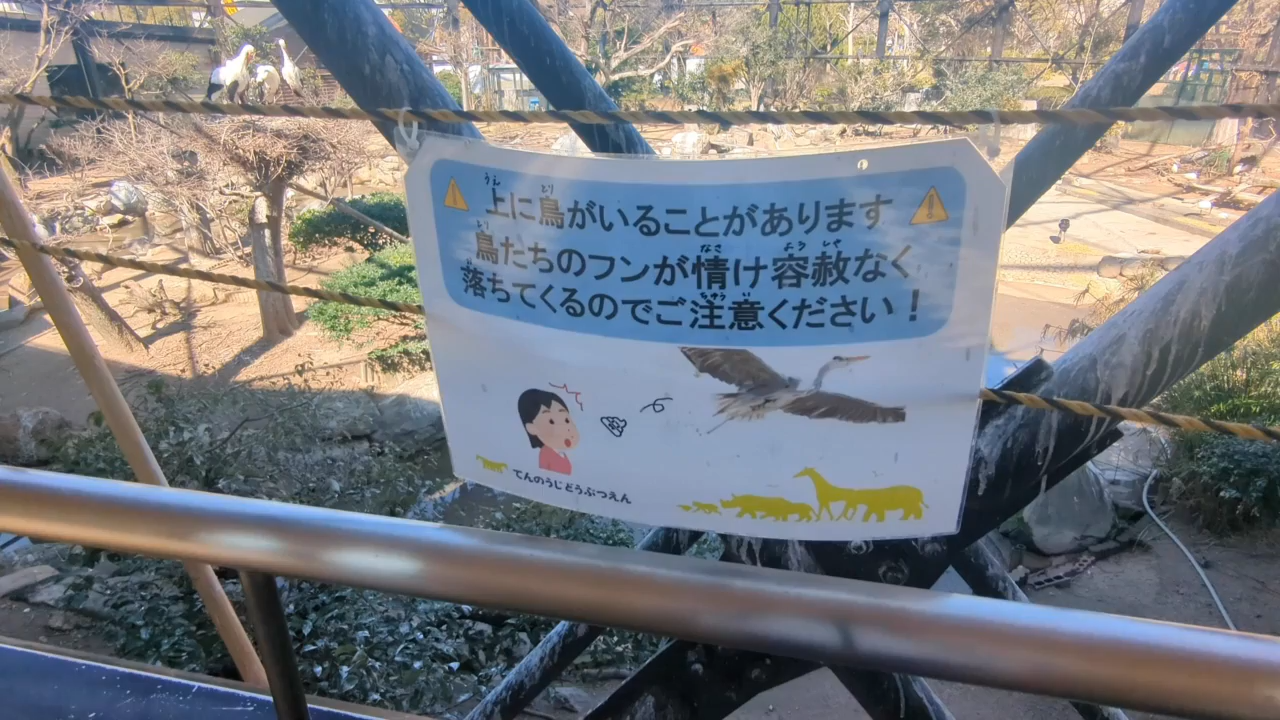 上に鳥がいることがあります
鳥たちのフンが情け容赦なく
落ちてくるのでご注意ください！
てんのうじどうぶつえん